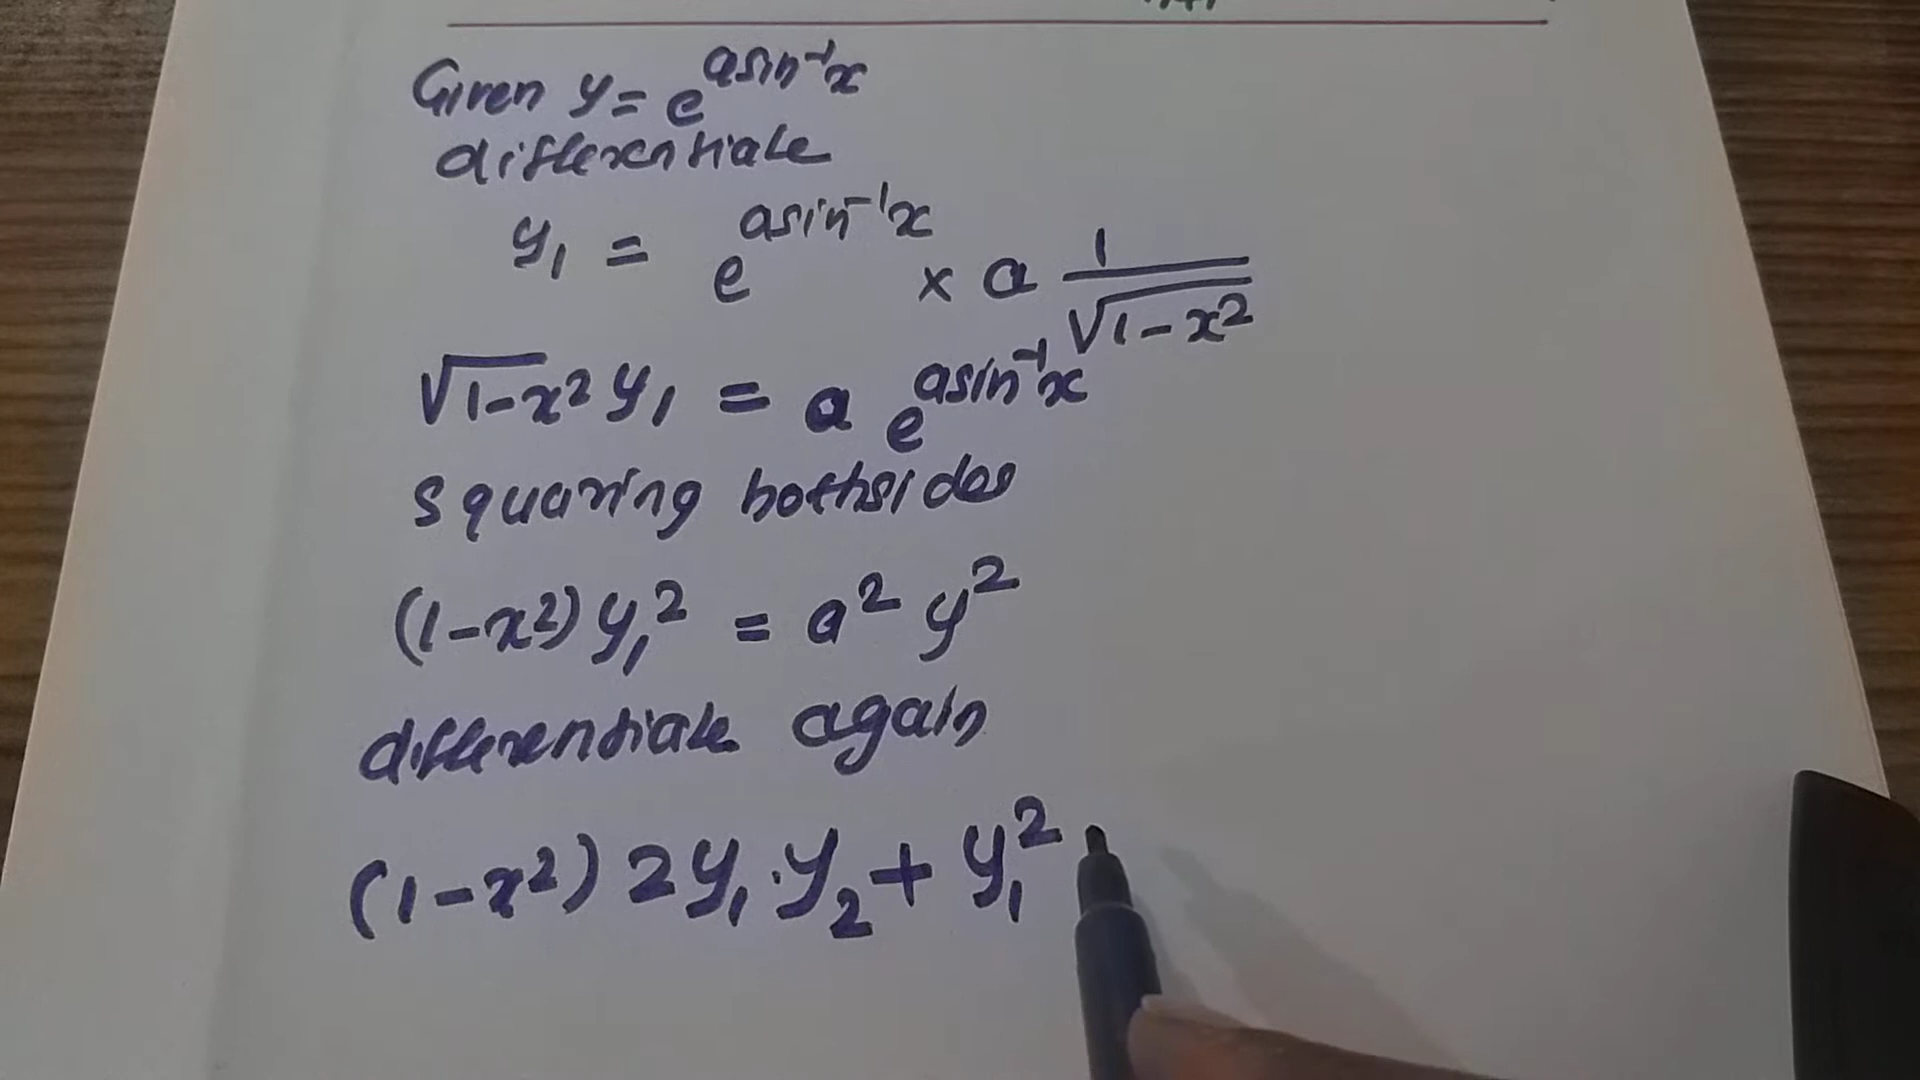 Given y = e^{a sin⁻¹x}
differentiate
y₁ = e^{a sin⁻¹x} × a 1/√(1-x²)
√(1-x²) y₁ = a e^{a sin⁻¹x}
squaring bothsides
(1-x²) y₁² = a² y²
differentiate again
(1-x²) 2y₁·y₂ + y₁²